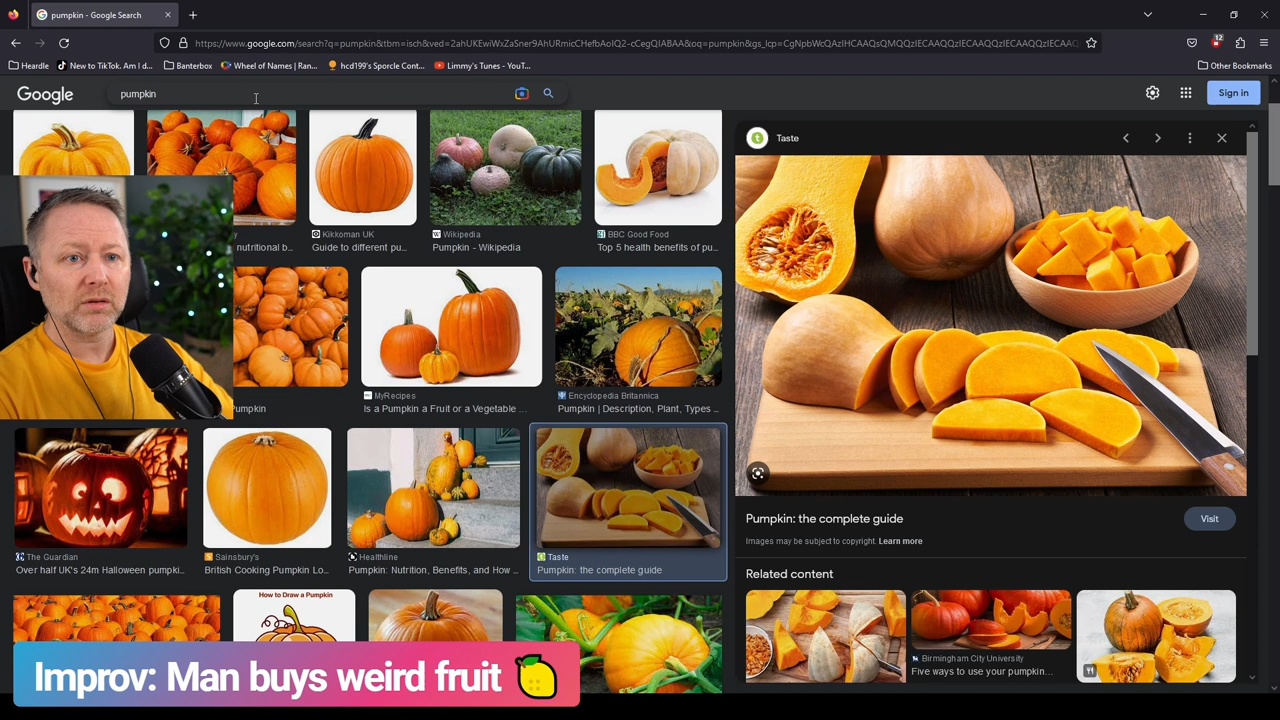 pumpkin - Google Search
https://www.google.com/search?q=pumpkin&tbm=isch&ved=2ahUKEwiWxZaSner9AhURmicCHefbAoIQ2-cCegQIABAA&oq=pumpkin&gs_lcp=CgNpbWcQAzIHCAAQsQMQQzIECAAQQzIECAAQQzIECAAQQzIECAAQQzIECAAQQzIECAAQQzIECAAQQzIECAAQQzIECAAQQ
12
Heardle
New to TikTok. Am I d...
Banterbox
Wheel of Names | Ran...
hcd199's Sporcle Cont...
Limmy's Tunes - YouT...
Other Bookmarks
Google
pumpkin
Sign in
Kikkoman UK
Guide to different pu...
Wikipedia
Pumpkin - Wikipedia
BBC Good Food
Top 5 health benefits of pu...
nutritional b...
MyRecipes
Is a Pumpkin a Fruit or a Vegetable ...
Encyclopedia Britannica
Pumpkin | Description, Plant, Types ...
Pumpkin
The Guardian
Over half UK's 24m Halloween pumpki...
Sainsbury's
British Cooking Pumpkin Lo...
Healthline
Pumpkin: Nutrition, Benefits, and How ...
Taste
Pumpkin: the complete guide
How to Draw a Pumpkin
Taste
Pumpkin: the complete guide
Visit
Images may be subject to copyright. Learn more
Related content
Birmingham City University
Five ways to use your pumpkin...
Improv: Man buys weird fruit